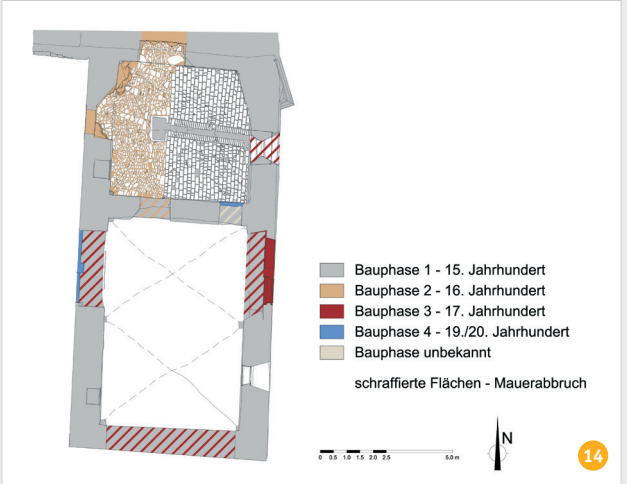 Bauphase 1 - 15. Jahrhundert
Bauphase 2 - 16. Jahrhundert
Bauphase 3 - 17. Jahrhundert
Bauphase 4 - 19./20. Jahrhundert
Bauphase unbekannt
schraffierte Flächen - Mauerabbruch
N
0 0.5 1.0 1.5 2.0 2.5 5,0 m
14